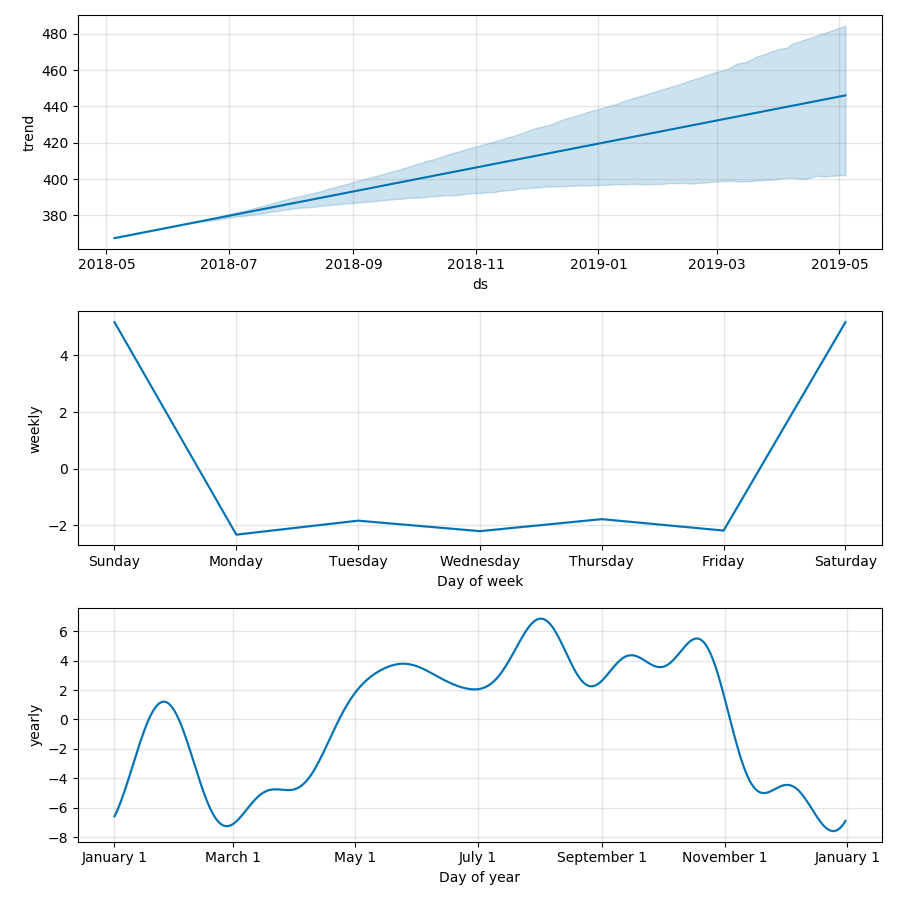 480
460
440
420
400
380
trend
2018-05 2018-07 2018-09 2018-11 2019-01 2019-03 2019-05
ds
4
2
0
−2
weekly
Sunday Monday Tuesday Wednesday Thursday Friday Saturday
Day of week
6
4
2
0
−2
−4
−6
−8
yearly
January 1 March 1 May 1 July 1 September 1 November 1 January 1
Day of year